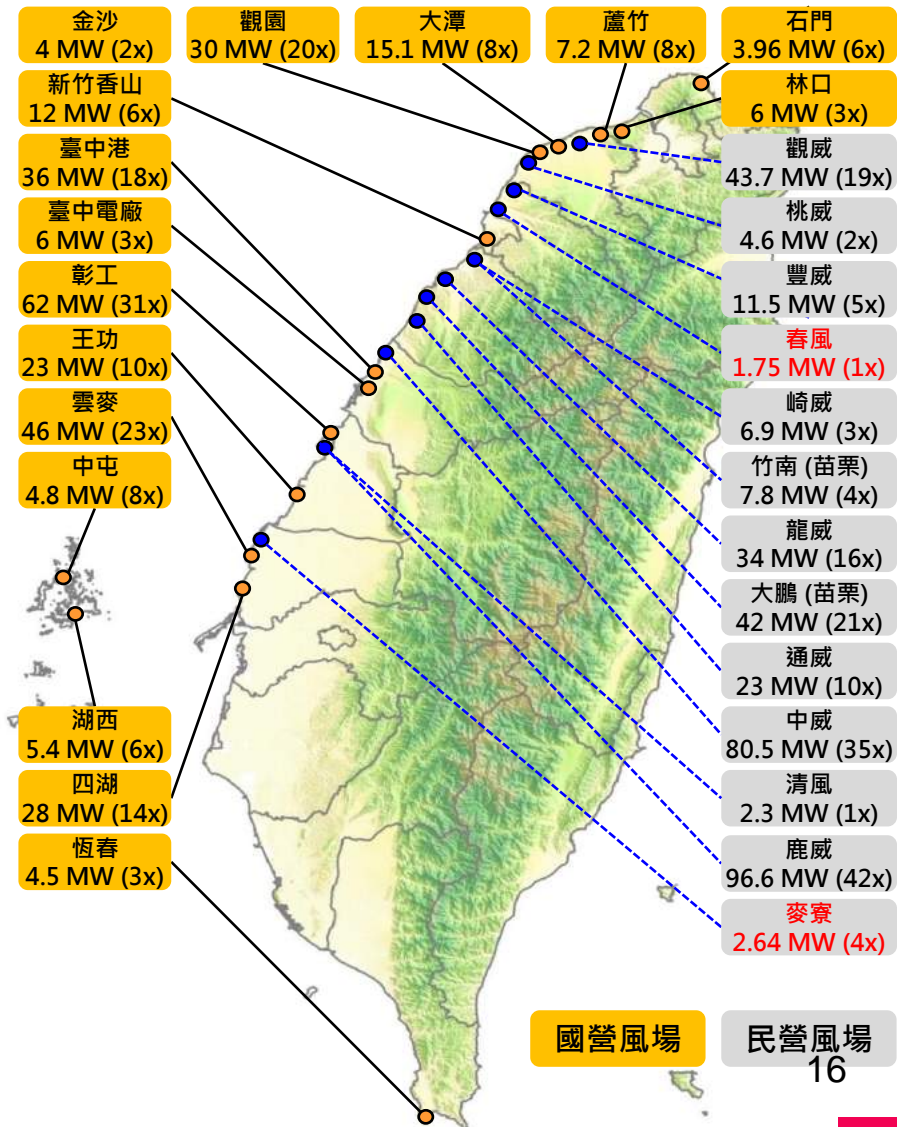 金沙
4 MW (2x)
觀園
30 MW (20x)
大潭
15.1 MW (8x)
蘆竹
7.2 MW (8x)
石門
3.96 MW (6x)
新竹香山
12 MW (6x)
臺中港
36 MW (18x)
臺中電廠
6 MW (3x)
彰工
62 MW (31x)
王功
23 MW (10x)
雲麥
46 MW (23x)
中屯
4.8 MW (8x)
湖西
5.4 MW (6x)
四湖
28 MW (14x)
恆春
4.5 MW (3x)
林口
6 MW (3x)
觀威
43.7 MW (19x)
桃威
4.6 MW (2x)
豐威
11.5 MW (5x)
春風
1.75 MW (1x)
崎威
6.9 MW (3x)
竹南 (苗栗)
7.8 MW (4x)
龍威
34 MW (16x)
大鵬 (苗栗)
42 MW (21x)
通威
23 MW (10x)
中威
80.5 MW (35x)
清風
2.3 MW (1x)
鹿威
96.6 MW (42x)
麥寮
2.64 MW (4x)
國營風場
民營風場
16